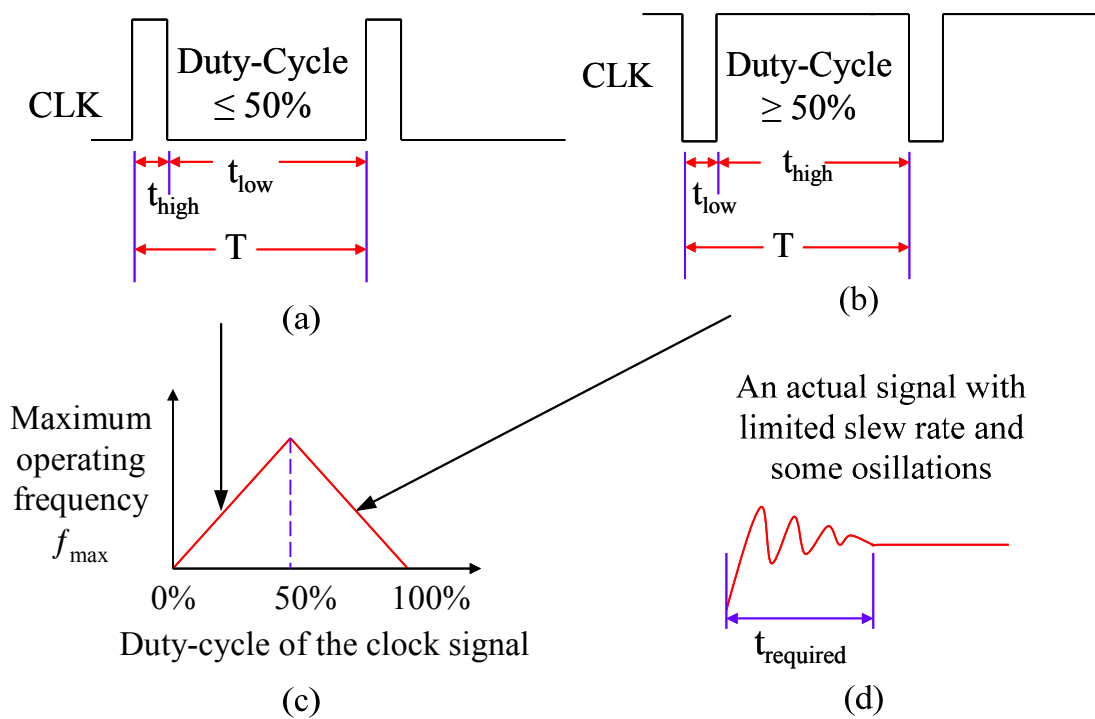 CLK
Duty-Cycle
≤ 50%
t_high
t_low
T
(a)
CLK
Duty-Cycle
≥ 50%
t_low
t_high
T
(b)
Maximum
operating
frequency
f_max
0%
50%
100%
Duty-cycle of the clock signal
(c)
An actual signal with
limited slew rate and
some osillations
t_required
(d)